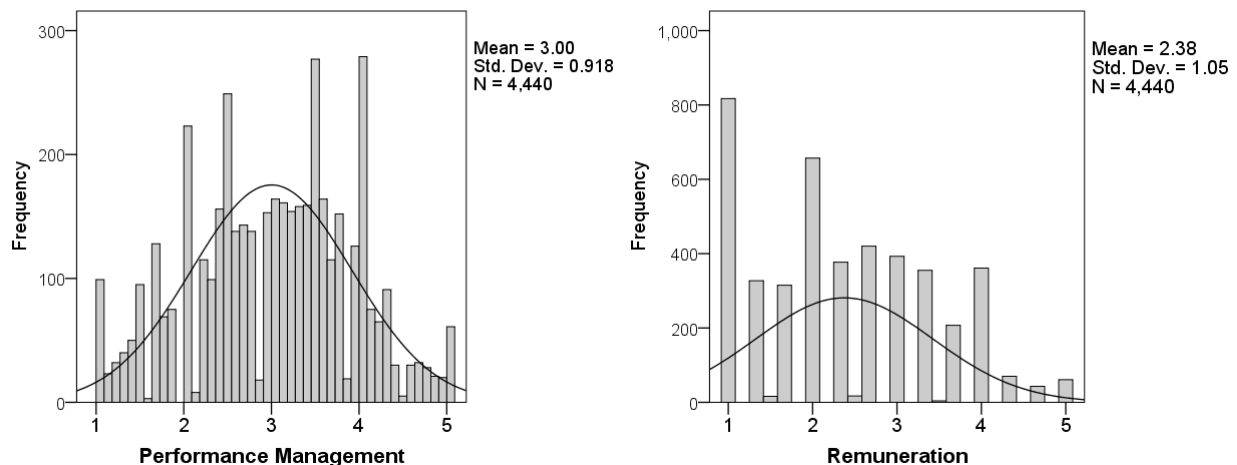 300
200
100
0
Frequency
1 2 3 4 5
Performance Management
Mean = 3.00
Std. Dev. = 0.918
N = 4,440
1,000
800
600
400
200
0
Frequency
1 2 3 4 5
Remuneration
Mean = 2.38
Std. Dev. = 1.05
N = 4,440